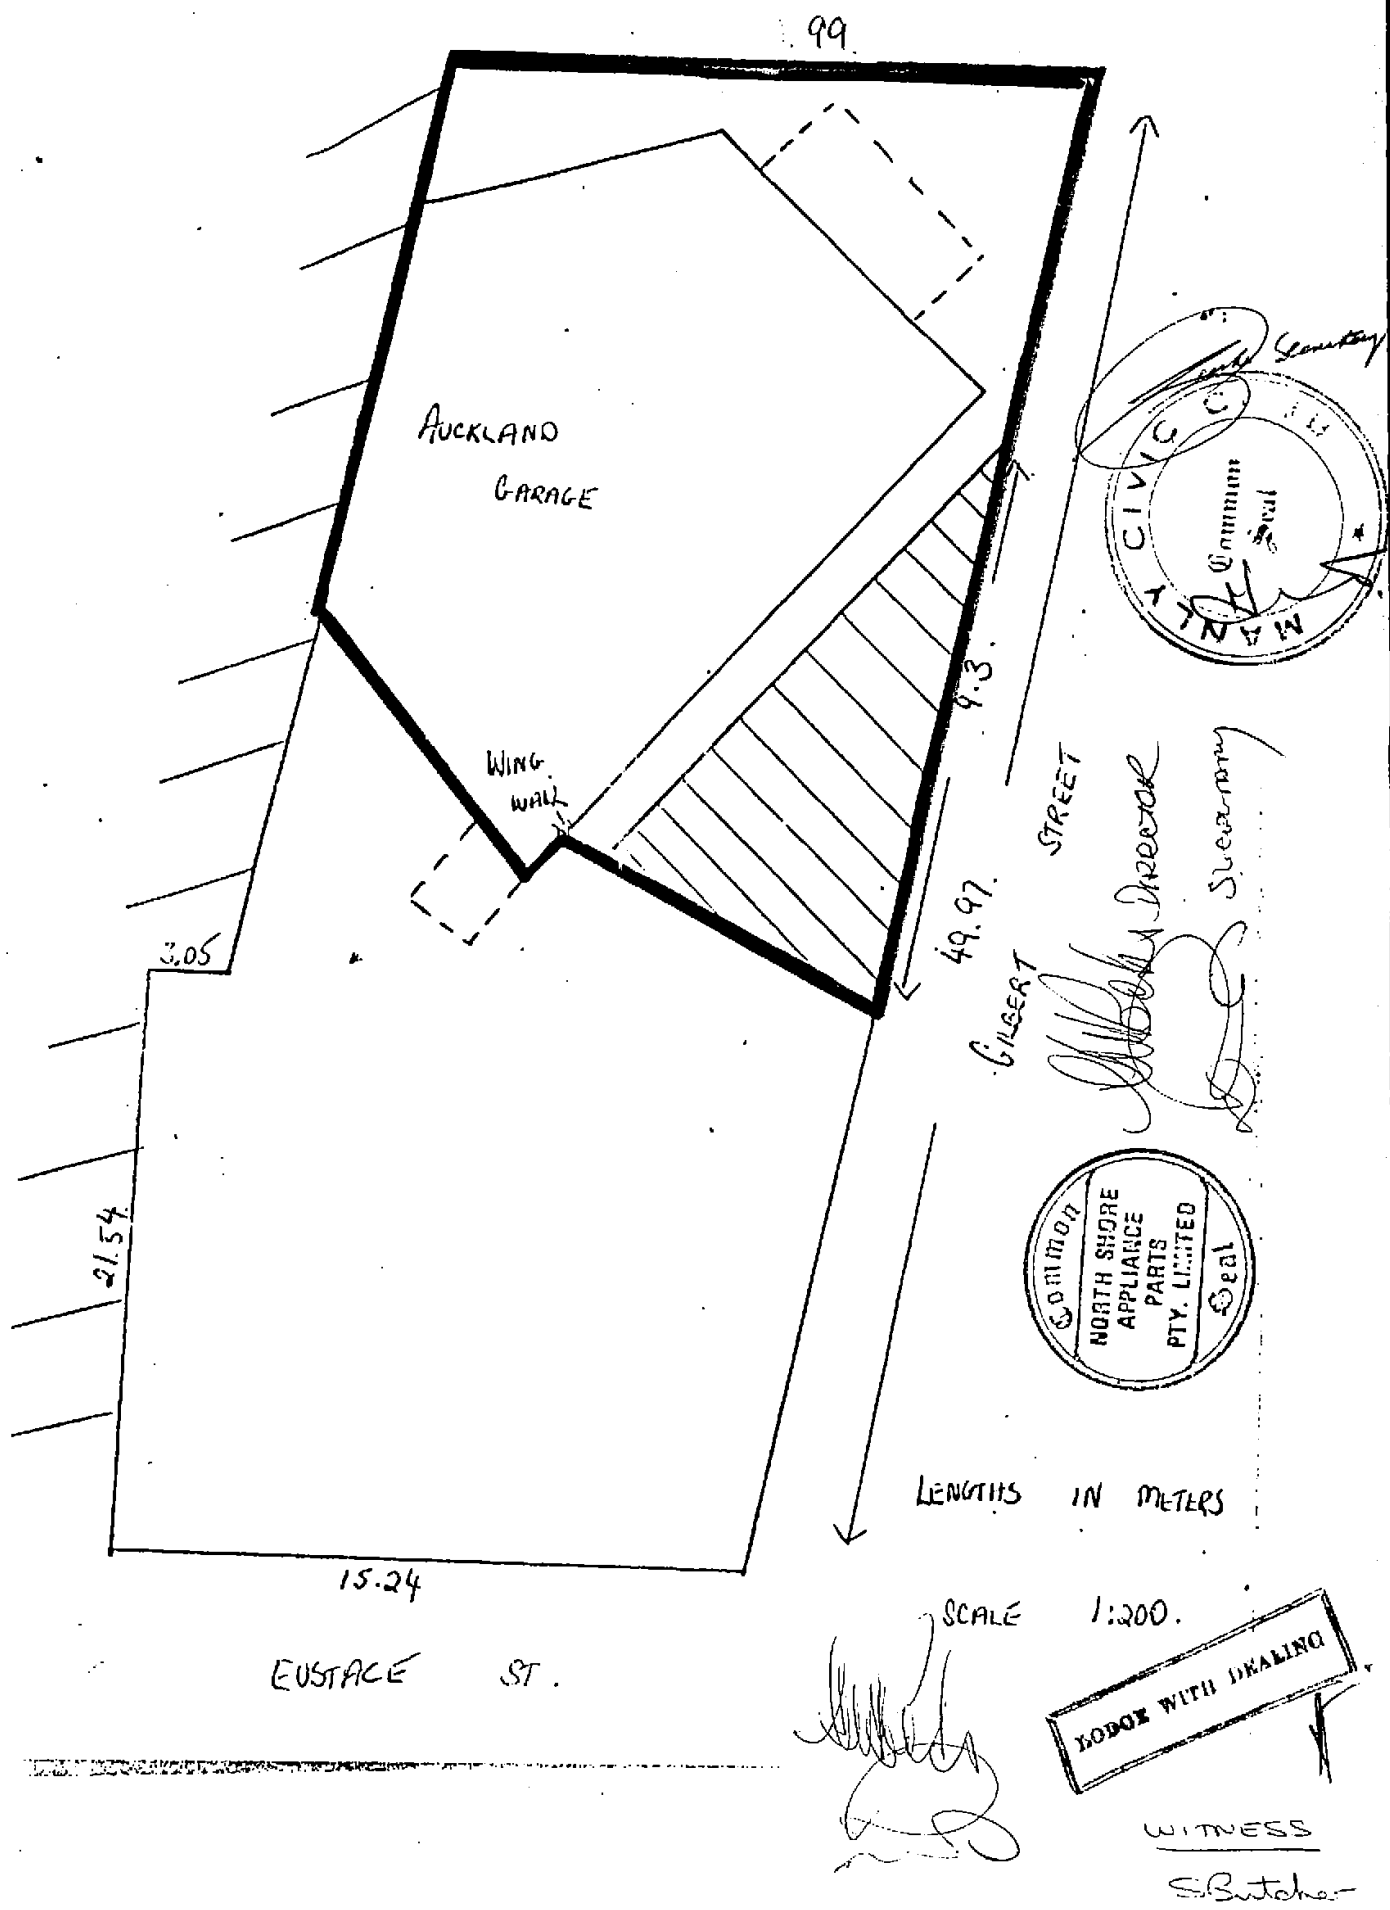 .99.
AUCKLAND
GARAGE
WING.
WALL
9.3.
49.97.
GILBERT STREET
3.05
21.54
15.24
EUSTACE ST.
LENGTHS IN METERS
SCALE 1:200.
Secretary
MANLY CIVIC C
Common
Seal
DIRECTOR
Secretary
Common
NORTH SHORE
APPLIANCE
PARTS
PTY. LIMITED
Seal
LODGE WITH DEALING
WITNESS
S. Butcher